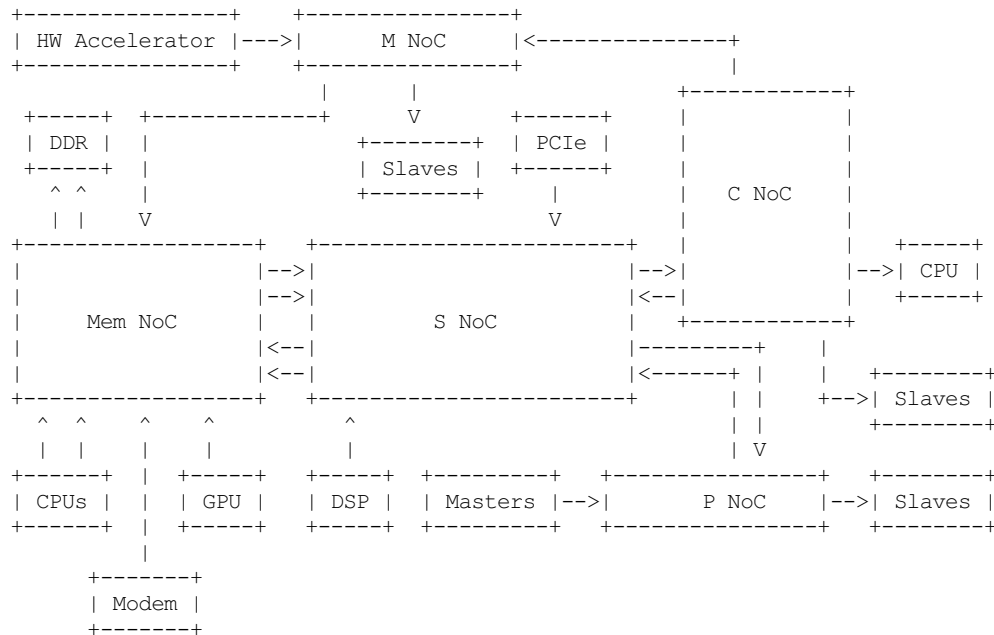 HW Accelerator M NoC
DDR PCIe
Slaves
C NoC
CPU
Mem NoC S NoC
Slaves
CPUs GPU DSP Masters P NoC Slaves
Modem